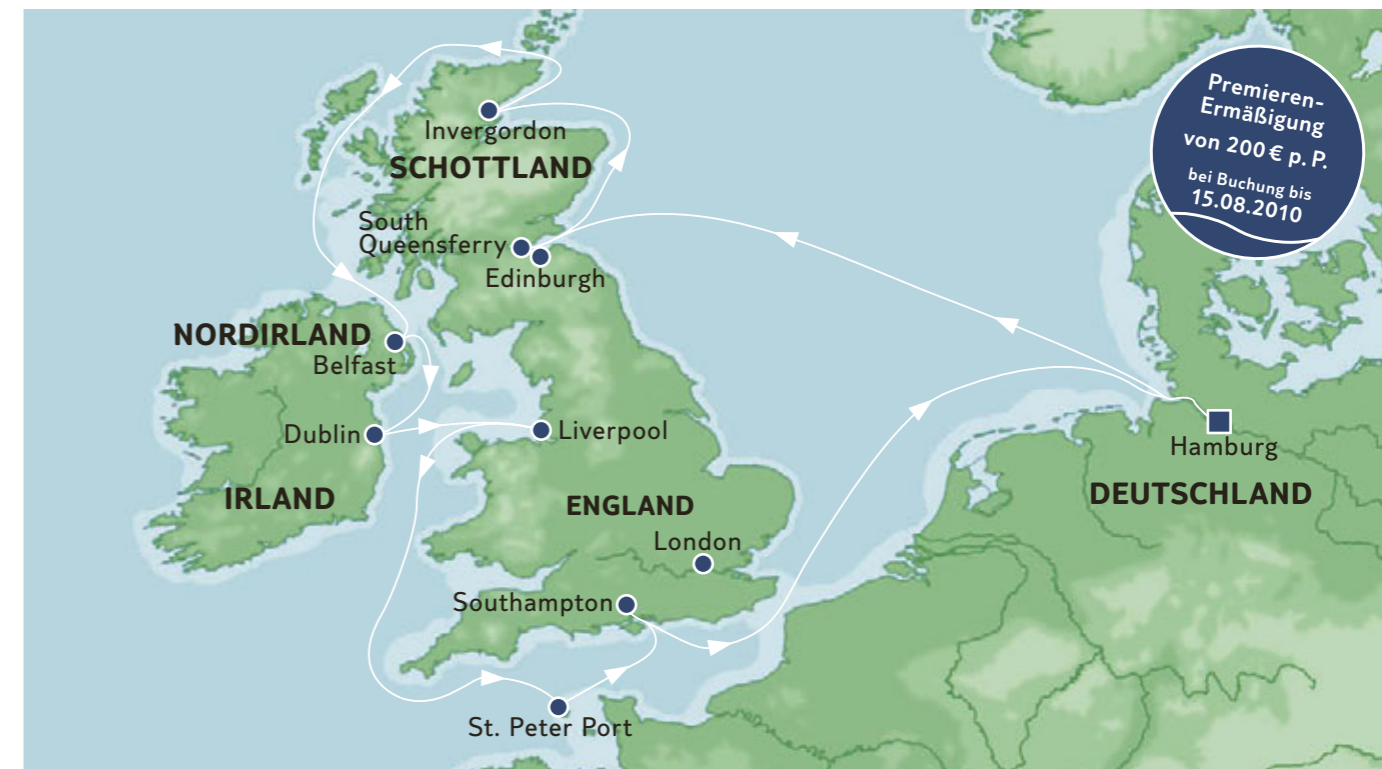 Premieren-
Ermäßigung
von 200 € p. P.
bei Buchung bis
15.08.2010
Invergordon
SCHOTTLAND
South
Queensferry
Edinburgh
NORDIRLAND
Belfast
Dublin
Liverpool
Hamburg
IRLAND
ENGLAND
DEUTSCHLAND
London
Southampton
St. Peter Port